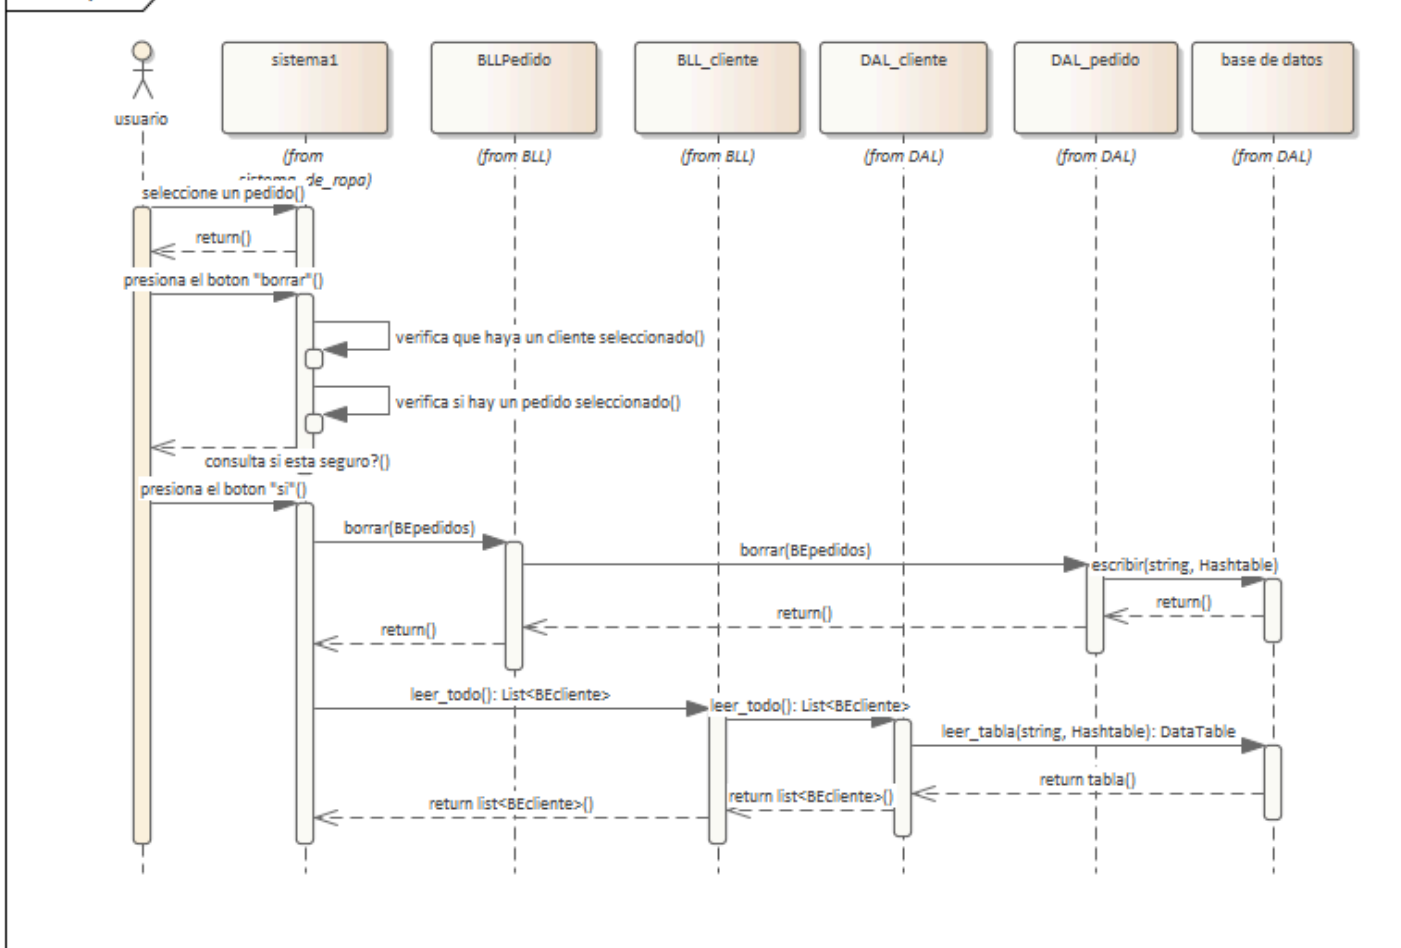 usuario
sistema1
BLLPedido
BLL_cliente
DAL_cliente
DAL_pedido
base de datos
(from
sistema_de_ropa)
(from BLL)
(from BLL)
(from DAL)
(from DAL)
(from DAL)
seleccione un pedido()
return()
presiona el boton "borrar"()
verifica que haya un cliente seleccionado()
verifica si hay un pedido seleccionado()
consulta si esta seguro?()
presiona el boton "si"()
borrar(BEpedidos)
borrar(BEpedidos)
escribir(string, Hashtable)
return()
return()
return()
leer_todo(): List<BEcliente>
leer_todo(): List<BEcliente>
leer_tabla(string, Hashtable): DataTable
return tabla()
return list<BEcliente>()
return list<BEcliente>()